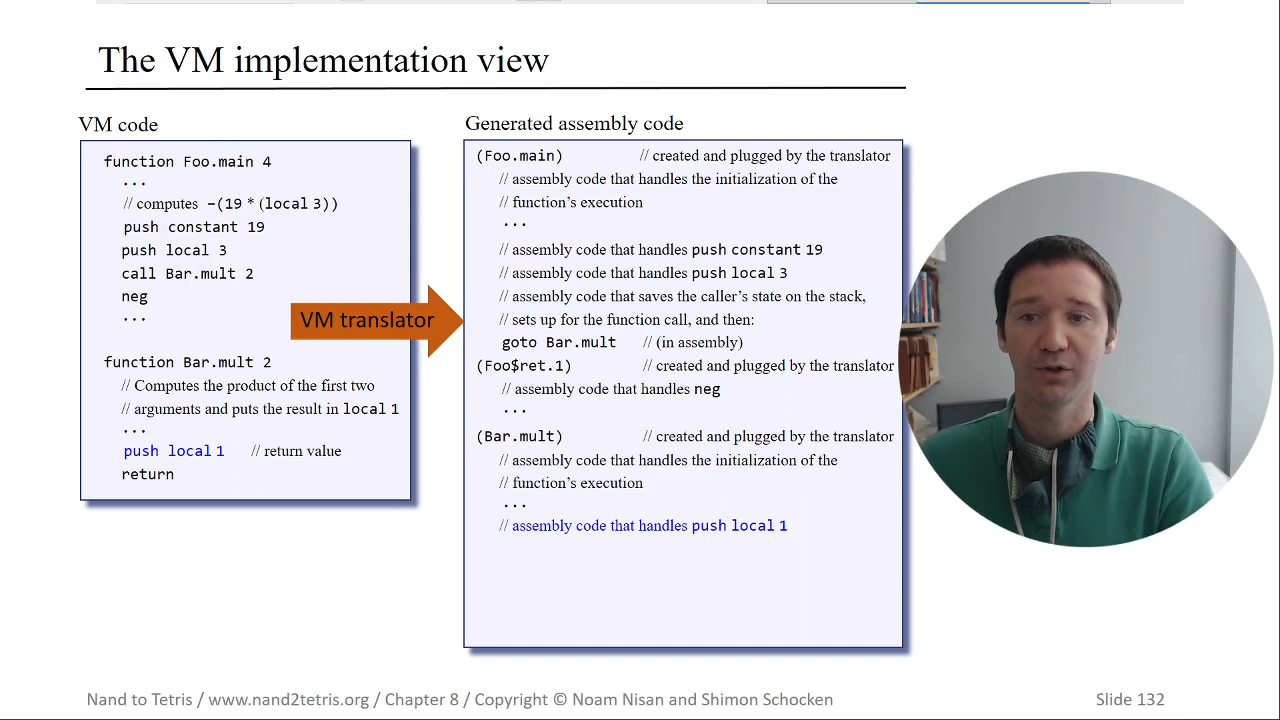 The VM implementation view
VM code
function Foo.main 4
...
// computes -(19 * (local 3))
push constant 19
push local 3
call Bar.mult 2
neg
...
function Bar.mult 2
// Computes the product of the first two
// arguments and puts the result in local 1
...
push local 1 // return value
return
VM translator
Generated assembly code
(Foo.main) // created and plugged by the translator
// assembly code that handles the initialization of the
// function’s execution
...
// assembly code that handles push constant 19
// assembly code that handles push local 3
// assembly code that saves the caller’s state on the stack,
// sets up for the function call, and then:
goto Bar.mult // (in assembly)
(Foo$ret.1) // created and plugged by the translator
// assembly code that handles neg
...
(Bar.mult) // created and plugged by the translator
// assembly code that handles the initialization of the
// function’s execution
...
// assembly code that handles push local 1
Nand to Tetris / www.nand2tetris.org / Chapter 8 / Copyright © Noam Nisan and Shimon Schocken
Slide 132